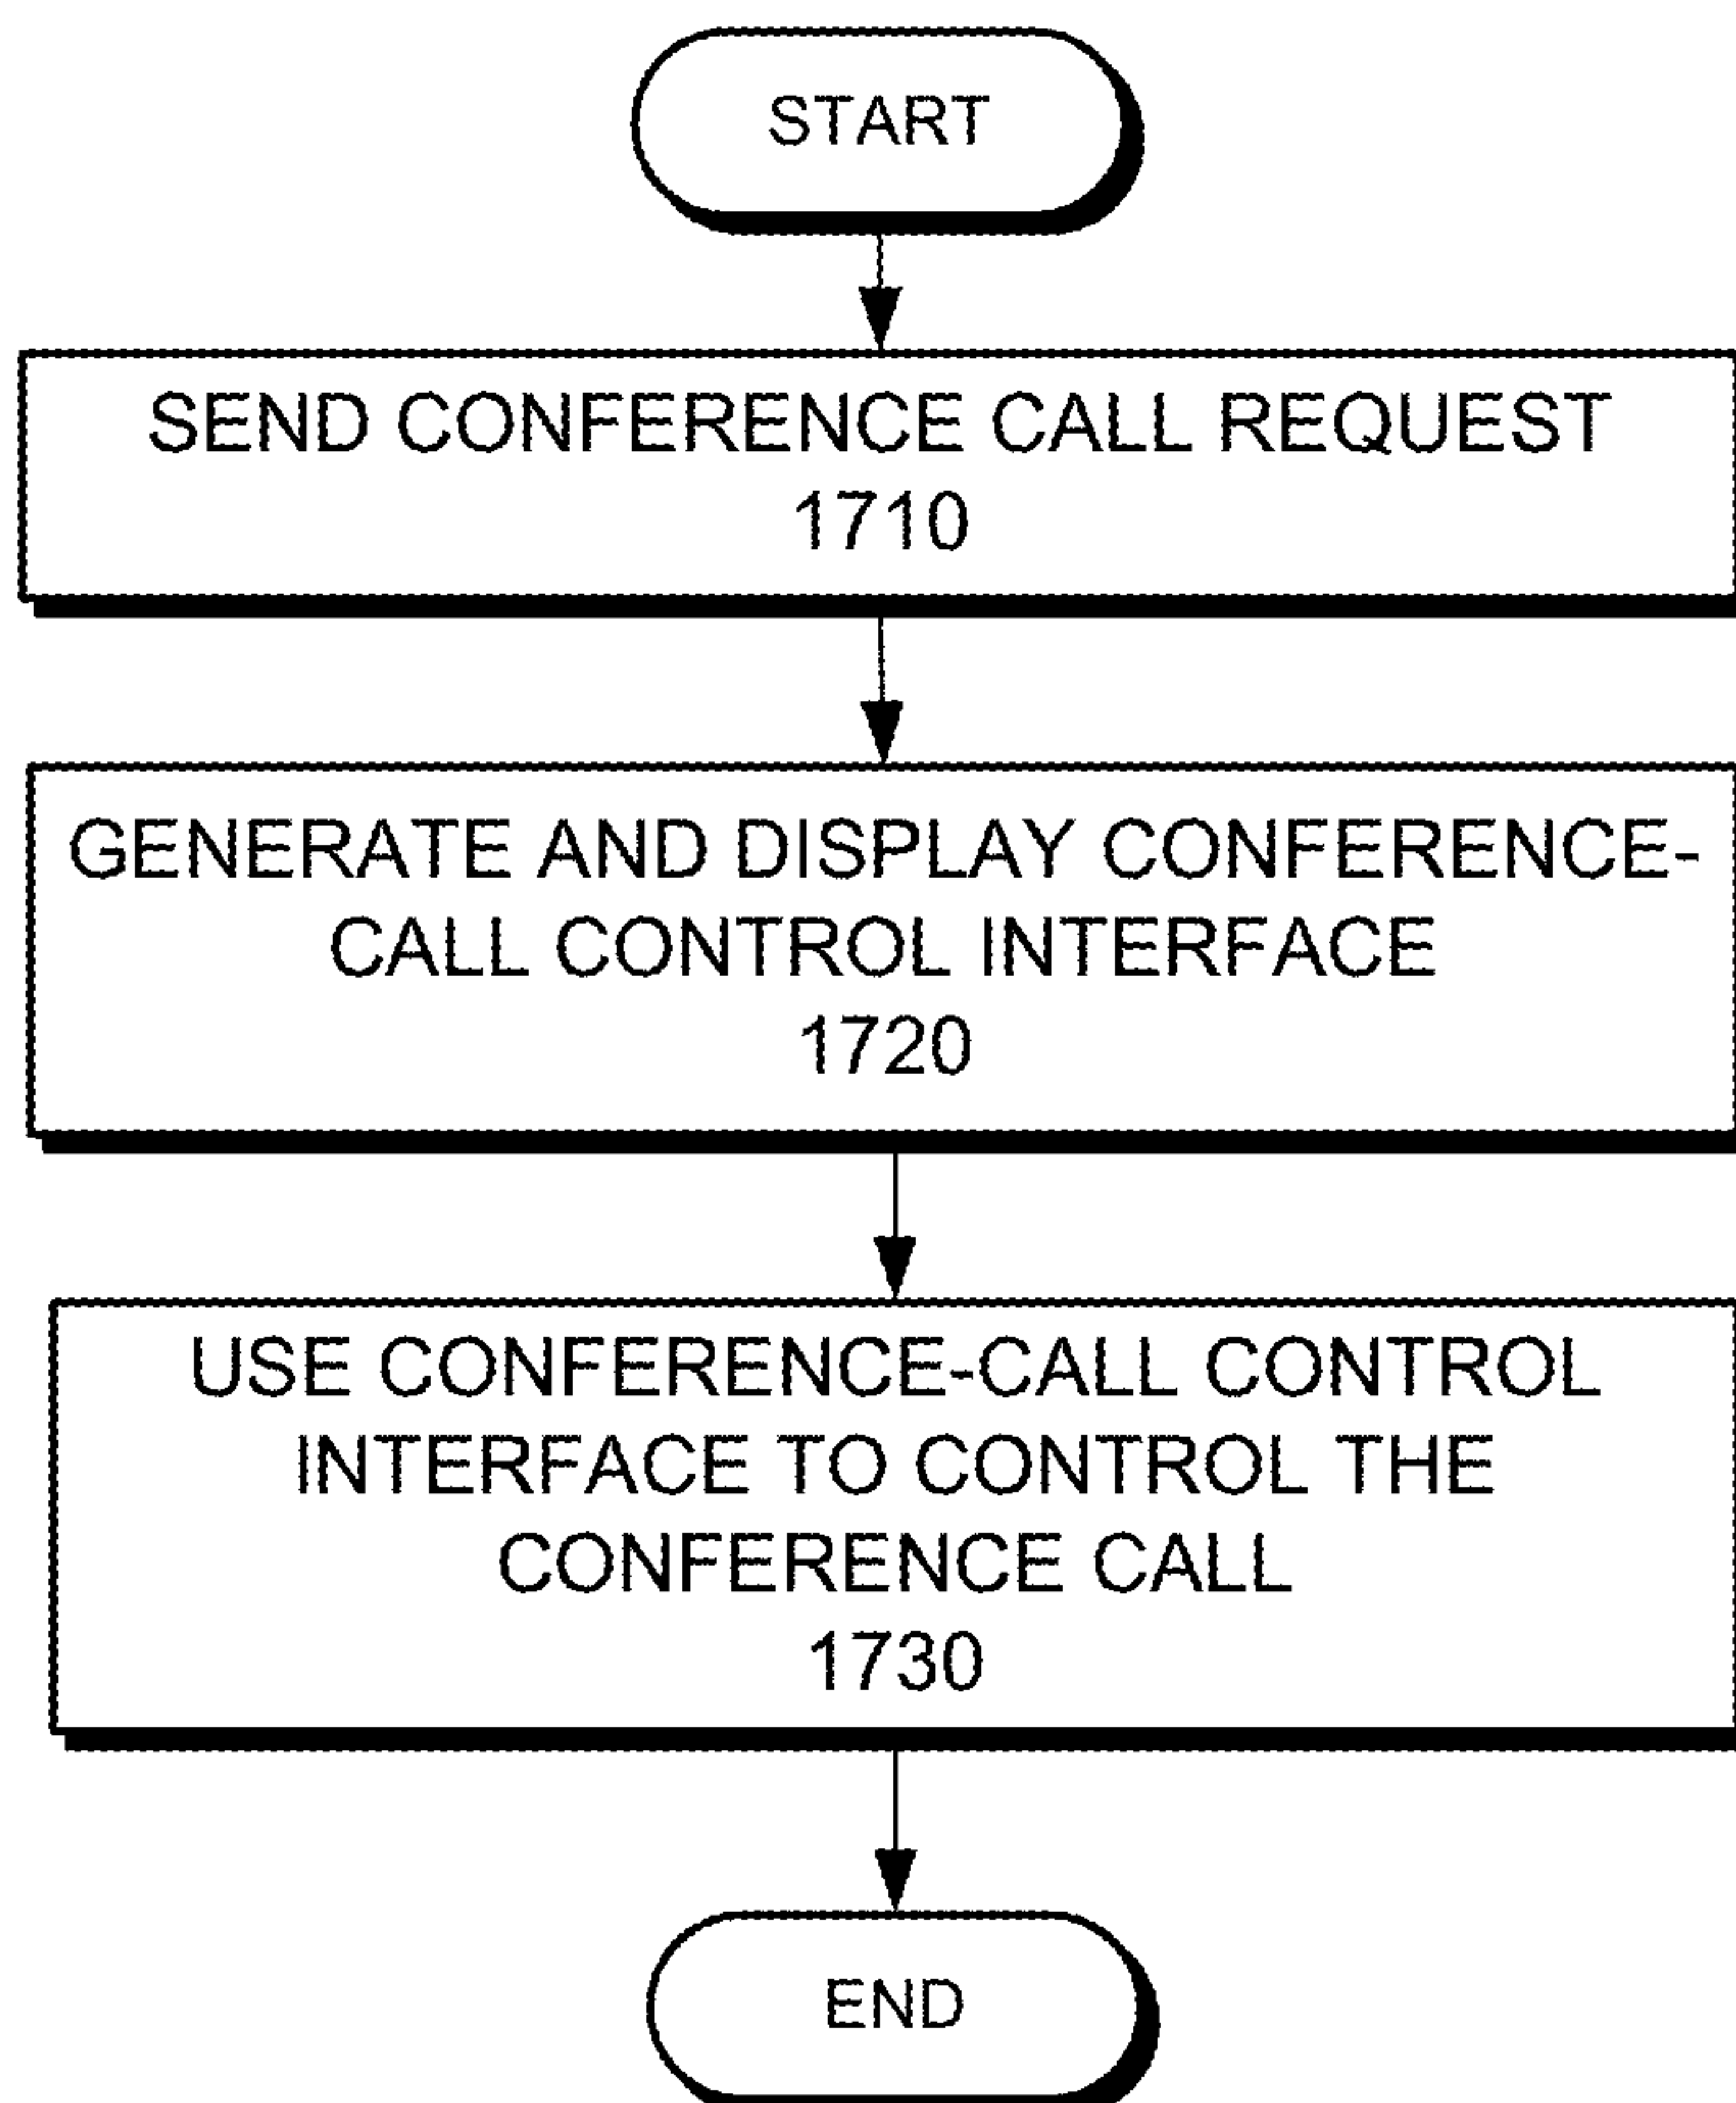 START
SEND CONFERENCE CALL REQUEST
1710
GENERATE AND DISPLAY CONFERENCE-
CALL CONTROL INTERFACE
1720
USE CONFERENCE-CALL CONTROL
INTERFACE TO CONTROL THE
CONFERENCE CALL
1730
END